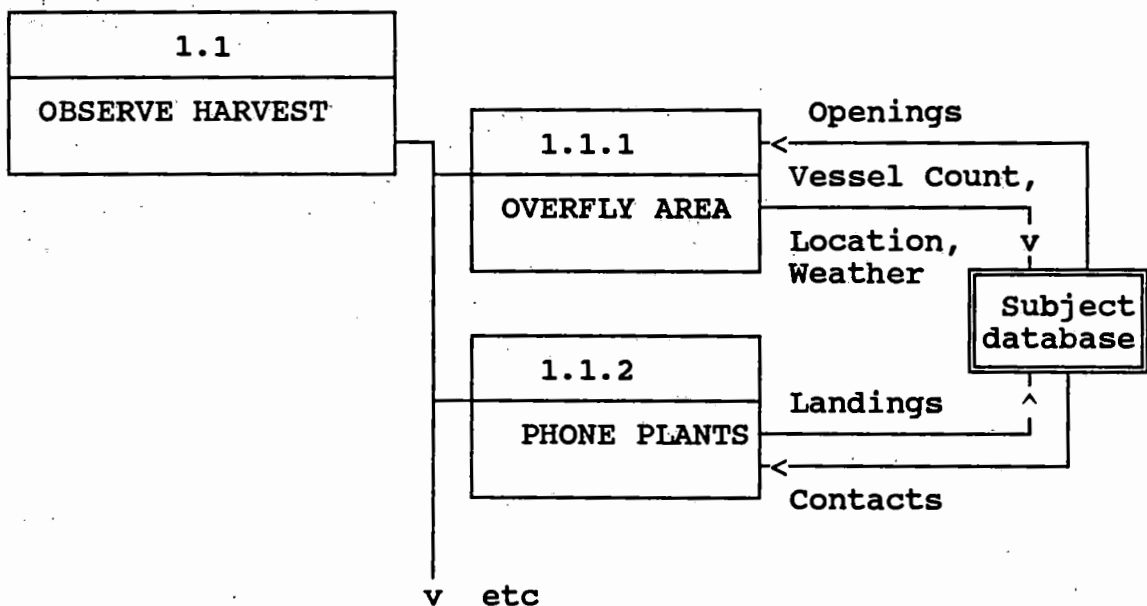 1.1
OBSERVE HARVEST
1.1.1
OVERFLY AREA
Openings
Vessel Count,
Location,
Weather
Subject
database
1.1.2
PHONE PLANTS
Landings
Contacts
v etc